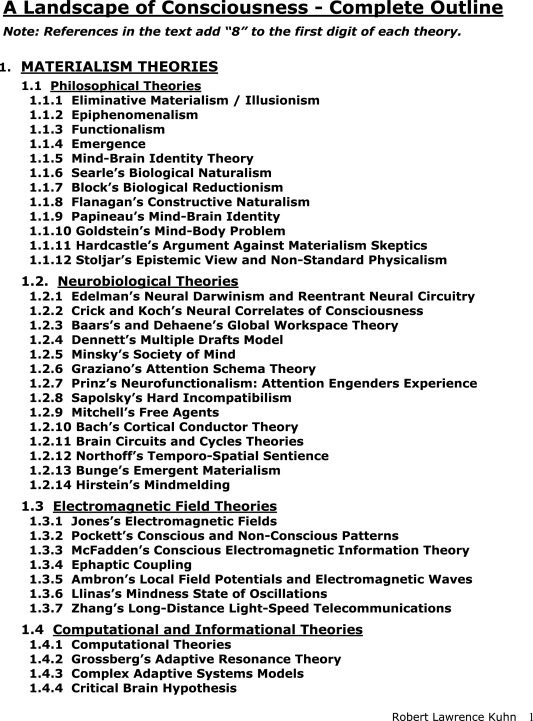 A Landscape of Consciousness - Complete Outline
Note: References in the text add “8” to the first digit of each theory.
1. MATERIALISM THEORIES
1.1 Philosophical Theories
1.1.1 Eliminative Materialism / Illusionism
1.1.2 Epiphenomenalism
1.1.3 Functionalism
1.1.4 Emergence
1.1.5 Mind-Brain Identity Theory
1.1.6 Searle’s Biological Naturalism
1.1.7 Block’s Biological Reductionism
1.1.8 Flanagan’s Constructive Naturalism
1.1.9 Papineau’s Mind-Brain Identity
1.1.10 Goldstein’s Mind-Body Problem
1.1.11 Hardcastle’s Argument Against Materialism Skeptics
1.1.12 Stoljar’s Epistemic View and Non-Standard Physicalism
1.2. Neurobiological Theories
1.2.1 Edelman’s Neural Darwinism and Reentrant Neural Circuitry
1.2.2 Crick and Koch’s Neural Correlates of Consciousness
1.2.3 Baars’s and Dehaene’s Global Workspace Theory
1.2.4 Dennett’s Multiple Drafts Model
1.2.5 Minsky’s Society of Mind
1.2.6 Graziano’s Attention Schema Theory
1.2.7 Prinz’s Neurofunctionalism: Attention Engenders Experience
1.2.8 Sapolsky’s Hard Incompatibilism
1.2.9 Mitchell’s Free Agents
1.2.10 Bach’s Cortical Conductor Theory
1.2.11 Brain Circuits and Cycles Theories
1.2.12 Northoff’s Temporo-Spatial Sentience
1.2.13 Bunge’s Emergent Materialism
1.2.14 Hirstein’s Mindmelding
1.3 Electromagnetic Field Theories
1.3.1 Jones’s Electromagnetic Fields
1.3.2 Pockett’s Conscious and Non-Conscious Patterns
1.3.3 McFadden’s Conscious Electromagnetic Information Theory
1.3.4 Ephaptic Coupling
1.3.5 Ambron’s Local Field Potentials and Electromagnetic Waves
1.3.6 Llinas’s Mindness State of Oscillations
1.3.7 Zhang’s Long-Distance Light-Speed Telecommunications
1.4 Computational and Informational Theories
1.4.1 Computational Theories
1.4.2 Grossberg’s Adaptive Resonance Theory
1.4.3 Complex Adaptive Systems Models
1.4.4 Critical Brain Hypothesis
Robert Lawrence Kuhn 1